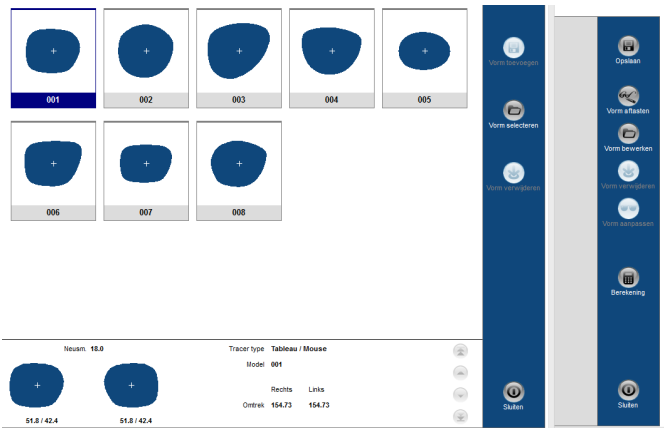 001
002
003
004
005
006
007
008
Vorm toevoegen
Vorm selecteren
Vorm verwijderen
Sluiten
Opslaan
Vorm aftasten
Vorm bewerken
Vorm verwijderen
Vorm aanpassen
Berekening
Sluiten
Neusm. 18.0
51.8 / 42.4
51.8 / 42.4
Tracer type Tableau / Mouse
Model 001
Rechts Links
Omtrek 154.73 154.73